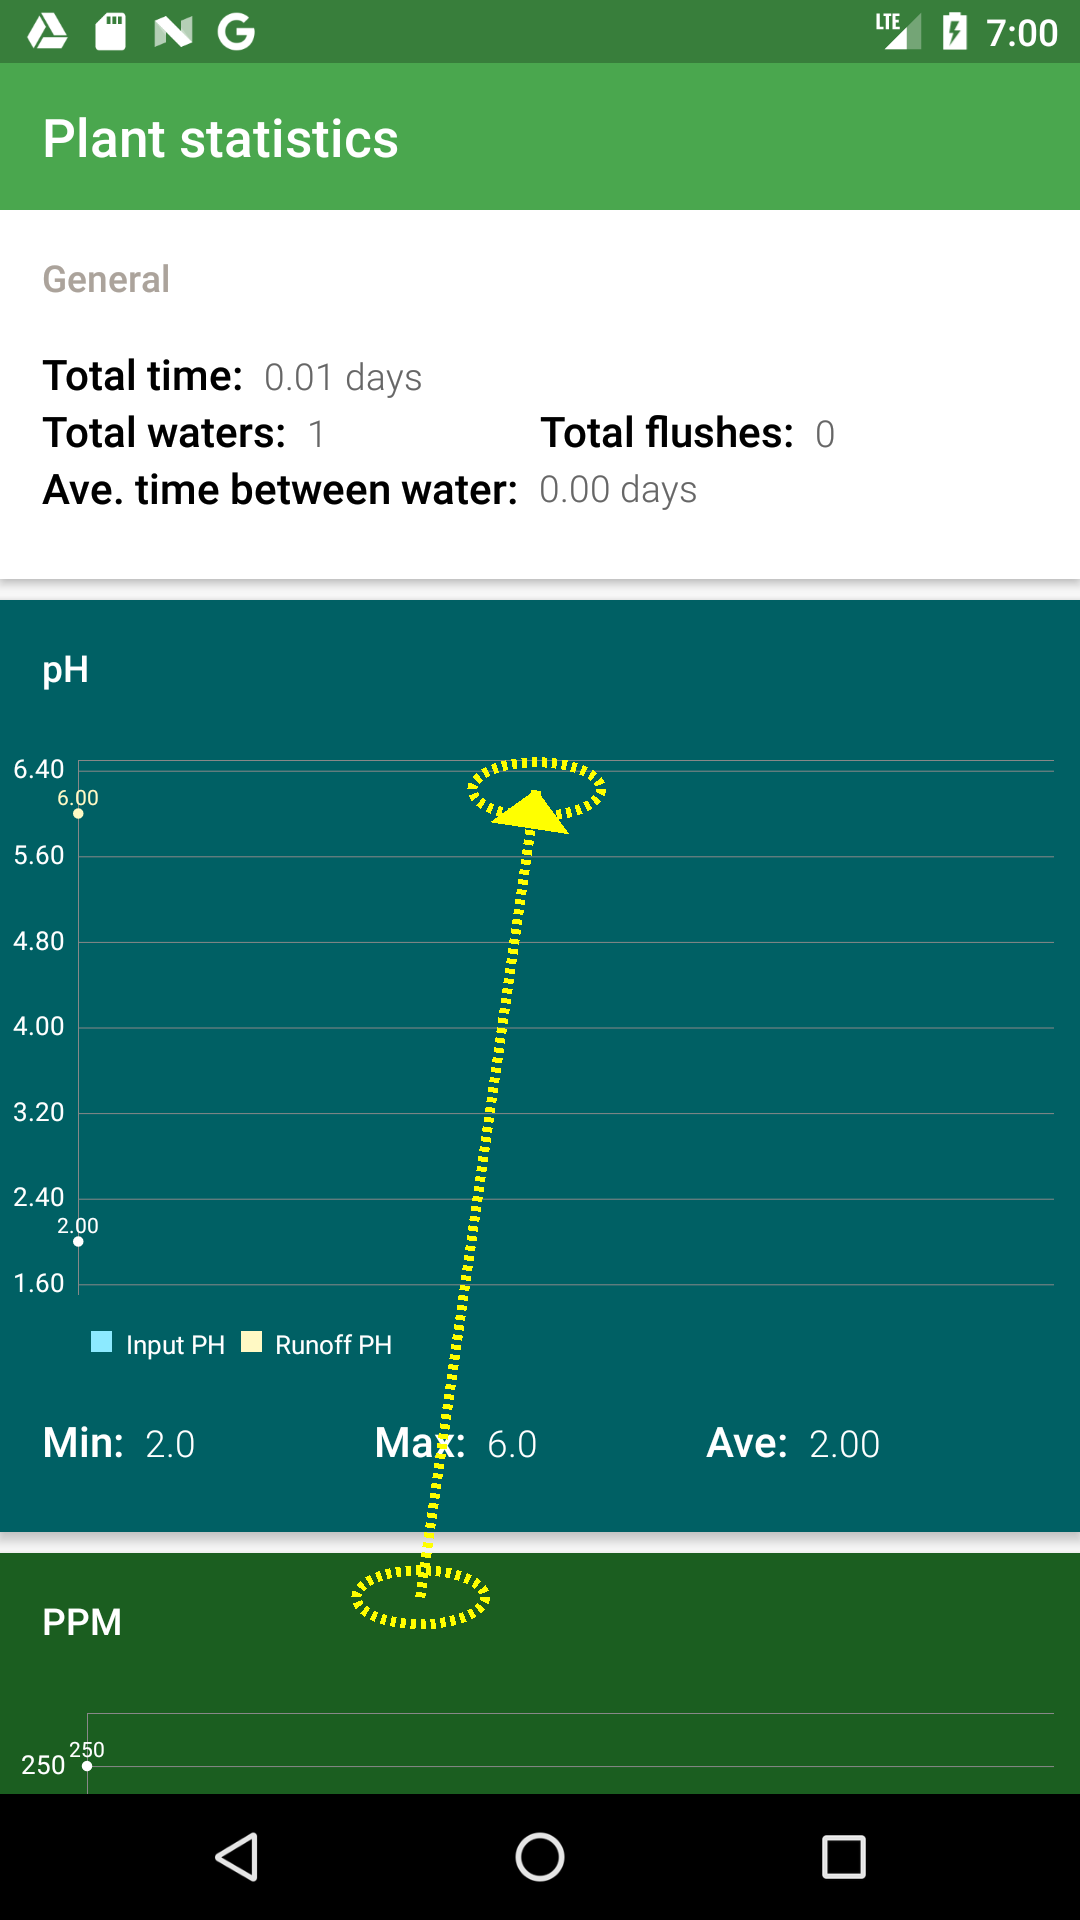 LTE 7:00
Plant statistics
General
Total time: 0.01 days
Total waters: 1 Total flushes: 0
Ave. time between water: 0.00 days
pH
6.40
6.00
5.60
4.80
4.00
3.20
2.40
2.00
1.60
Input PH Runoff PH
Min: 2.0 Max: 6.0 Ave: 2.00
PPM
250
250